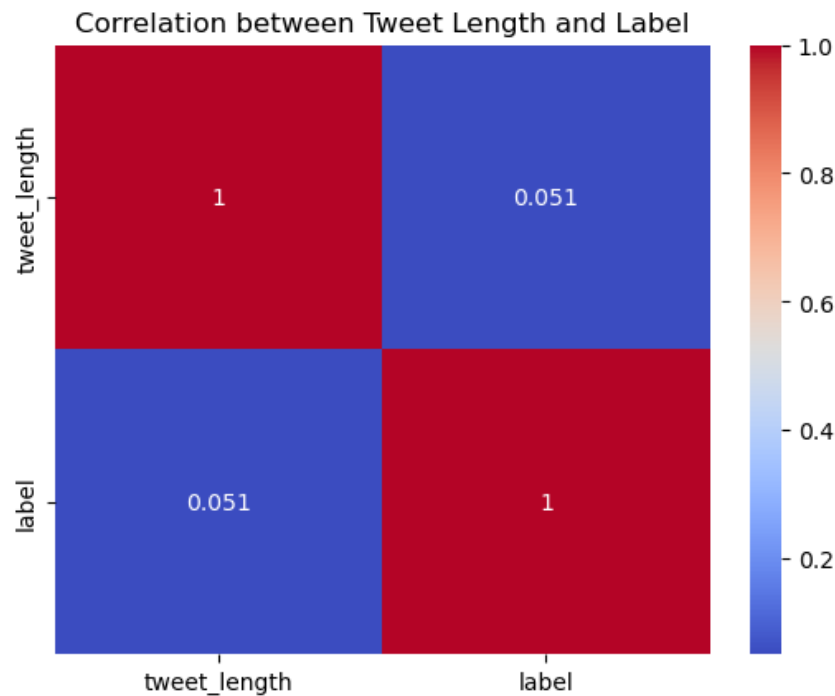 Correlation between Tweet Length and Label
tweet_length
1
0.051
label
0.051
1
tweet_length
label
1.0
0.8
0.6
0.4
0.2